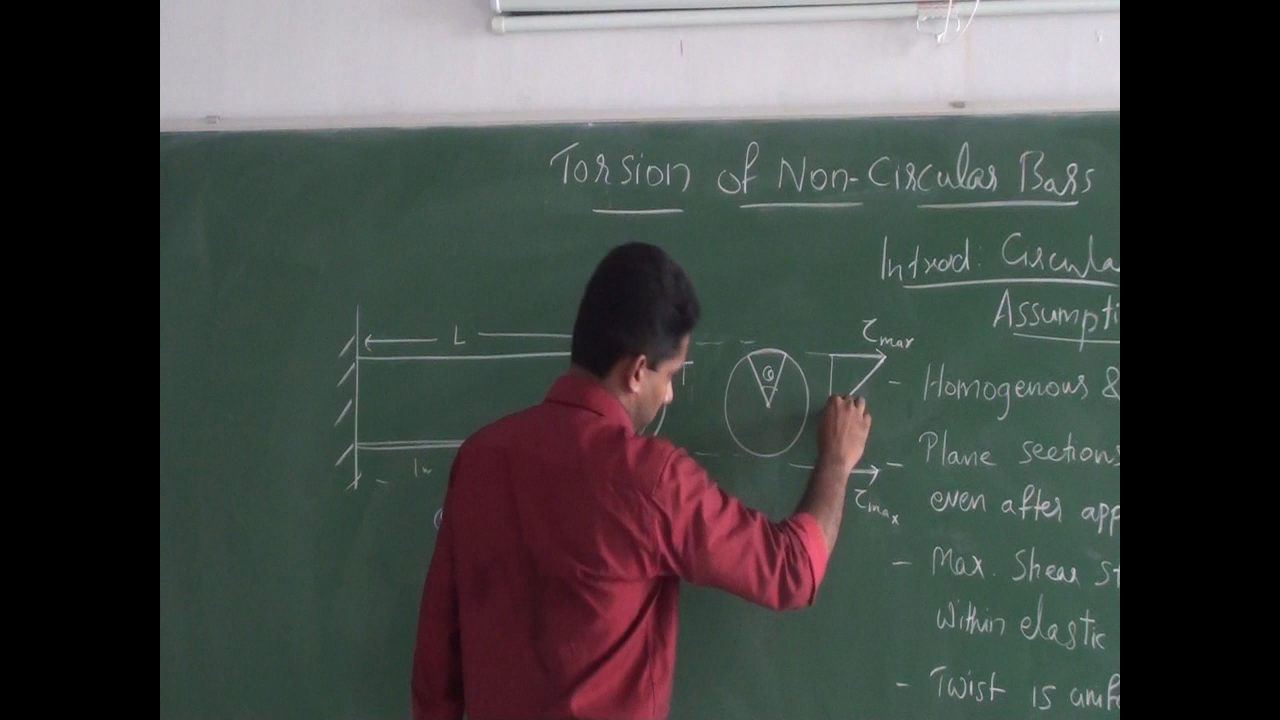 Torsion of Non-Circular Bars
Introd: Circula
Assumpti
L
T
θ
τmax
τmax
- Homogenous &
- Plane sections
even after app
- Max. Shear st
within elastic
- Twist is unif